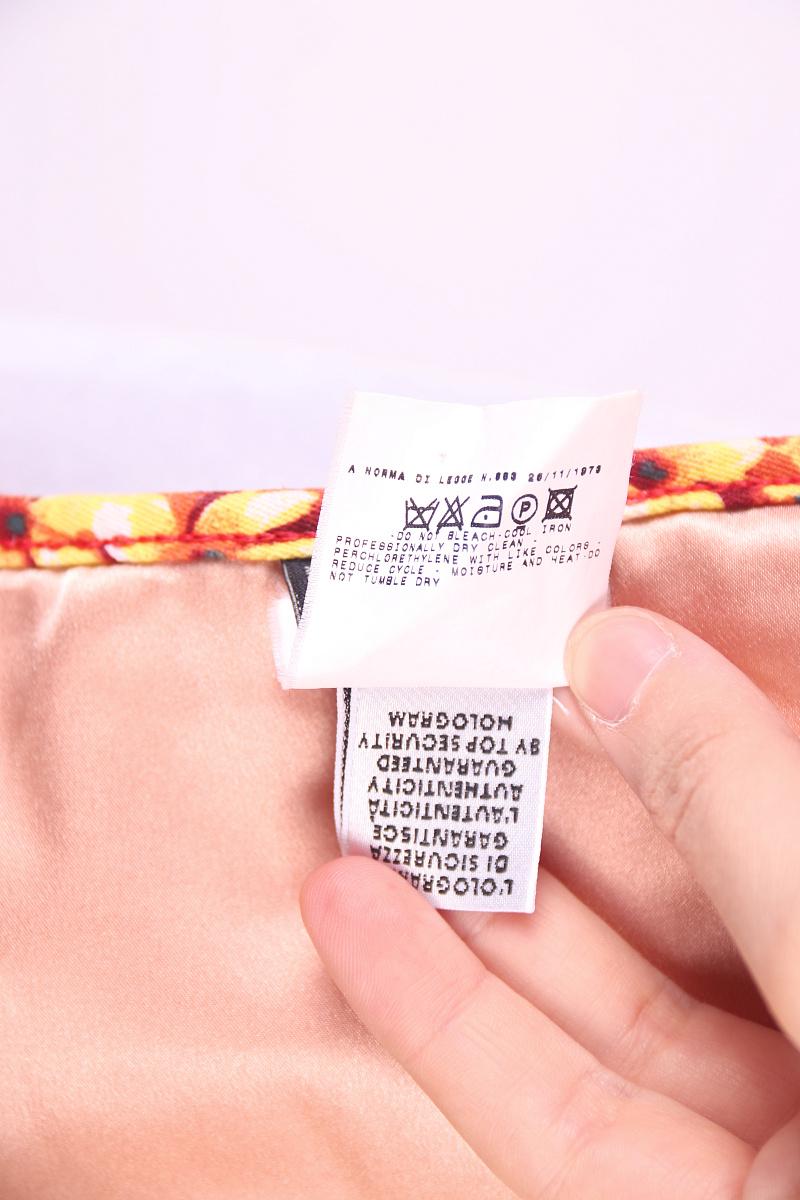 A NORMA DI LEGGE N.883 26/11/1973
P
·DO NOT BLEACH·COOL IRON
PROFESSIONALLY DRY CLEAN -
PERCHLORETHYLENE WITH LIKE COLORS -
REDUCE CYCLE - MOISTURE AND HEAT·DO
NOT TUMBLE DRY
L'OLOGRAM
DI SICUREZZA
GARANTISCE
L'AUTENTICITÀ
AUTHENTICITY
GUARANTEED
BY TOP SECURITY
HOLOGRAM